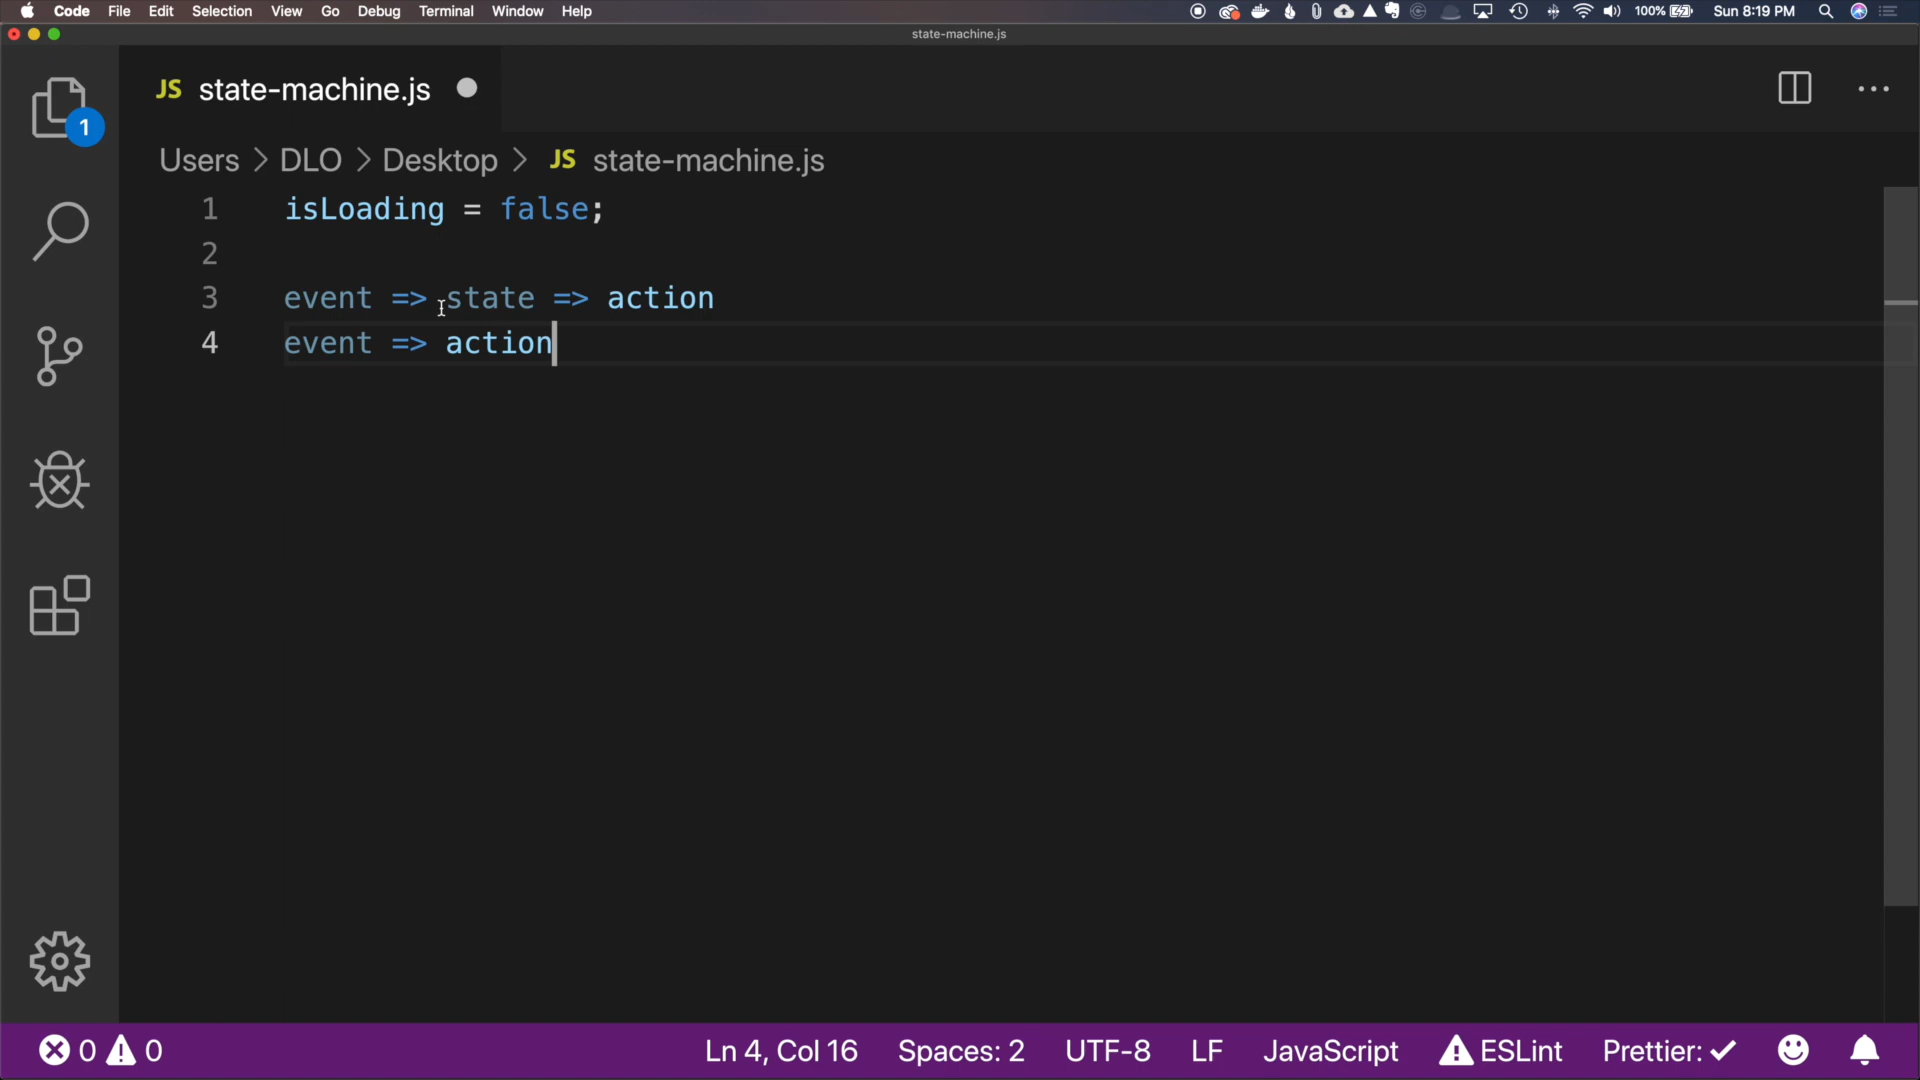 Code File Edit Selection View Go Debug Terminal Window Help 100% Sun 8:19 PM
state-machine.js
JS state-machine.js
1
Users > DLO > Desktop > JS state-machine.js
1 isLoading = false;
2
3 event => state => action
4 event => action
0 0 Ln 4, Col 16 Spaces: 2 UTF-8 LF JavaScript ESLint Prettier: ✓